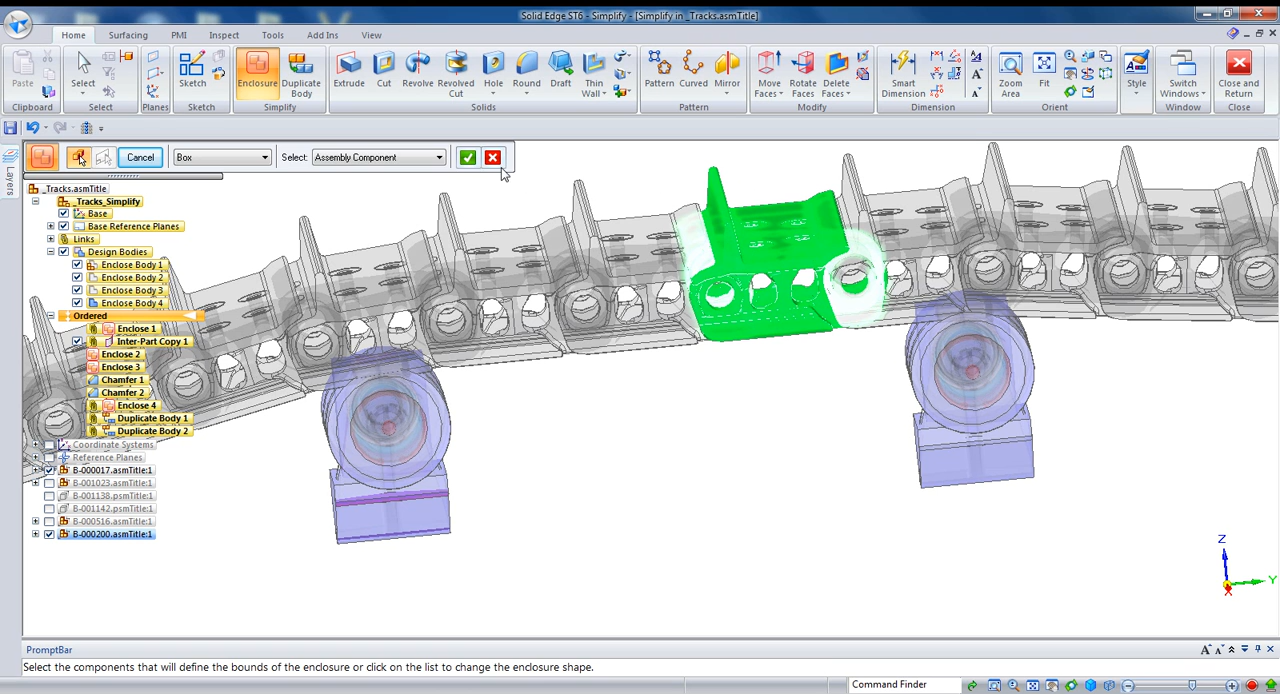 Solid Edge ST6 - Simplify - [Simplify in _Tracks.asmTitle]
Home Surfacing PMI Inspect Tools Add Ins View
Paste Select Sketch Enclosure Duplicate Body Extrude Cut Revolve Revolved Cut Hole Round Draft Thin Wall Pattern Curves Mirror Move Faces Rotate Faces Delete Faces Smart Dimension Zoom Area Fit Style Switch Windows Close and Return
Clipboard Select Planes Sketch Simplify Solids Pattern Modify Dimension Orient Window Close
Layers
Cancel Box Select: Assembly Component
_Tracks.asmTitle
_Tracks_Simplify
Base
Base Reference Planes
Links
Design Bodies
Enclose Body 1
Enclose Body 2
Enclose Body 3
Enclose Body 4
Ordered
Enclose 1
Inter-Part Copy 1
Enclose 2
Enclose 3
Chamfer 1
Chamfer 2
Enclose 4
Duplicate Body 1
Duplicate Body 2
Coordinate Systems
Reference Planes
B-000017.asmTitle:1
B-001023.asmTitle:1
B-001138.psmTitle:1
B-001142.psmTitle:1
B-000516.asmTitle:1
B-000200.asmTitle:1
Z
Y
X
PromptBar
Select the components that will define the bounds of the enclosure or click on the list to change the enclosure shape.
Command Finder